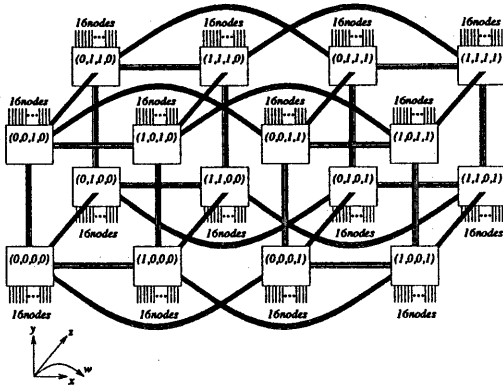 16nodes 16nodes 16nodes 16nodes
(0,1,1,0) (1,1,1,0) (0,1,1,1) (1,1,1,1)
16nodes 16nodes 16nodes 16nodes
(0,0,1,0) (1,0,1,0) (0,0,1,1) (1,0,1,1)
(0,1,0,0) (1,1,0,0) (0,1,0,1) (1,1,0,1)
16nodes 16nodes 16nodes 16nodes
(0,0,0,0) (1,0,0,0) (0,0,0,1) (1,0,0,1)
16nodes 16nodes 16nodes 16nodes
y z
w
x